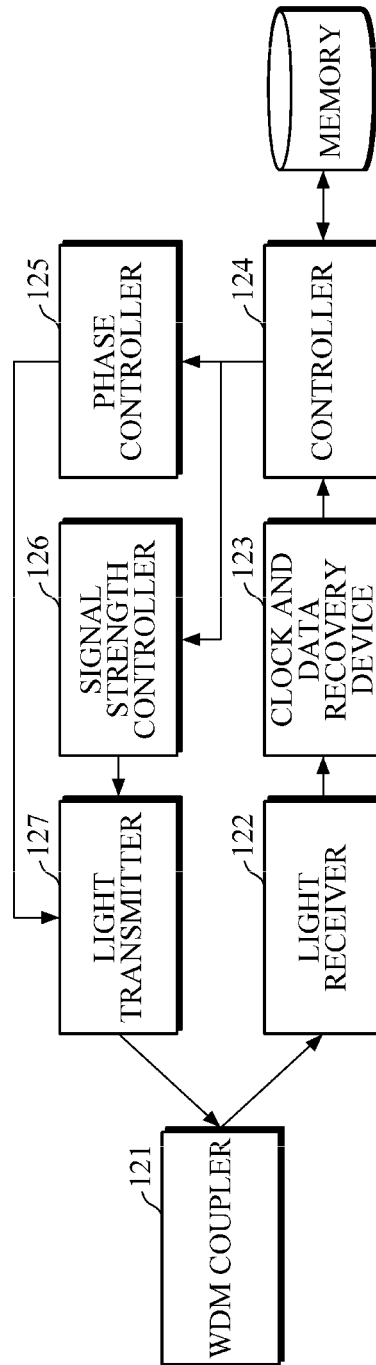 121
WDM COUPLER
127
LIGHT
TRANSMITTER
126
SIGNAL
STRENGTH
CONTROLLER
125
PHASE
CONTROLLER
122
LIGHT
RECEIVER
123
CLOCK AND
DATA
RECOVERY
DEVICE
124
CONTROLLER
MEMORY